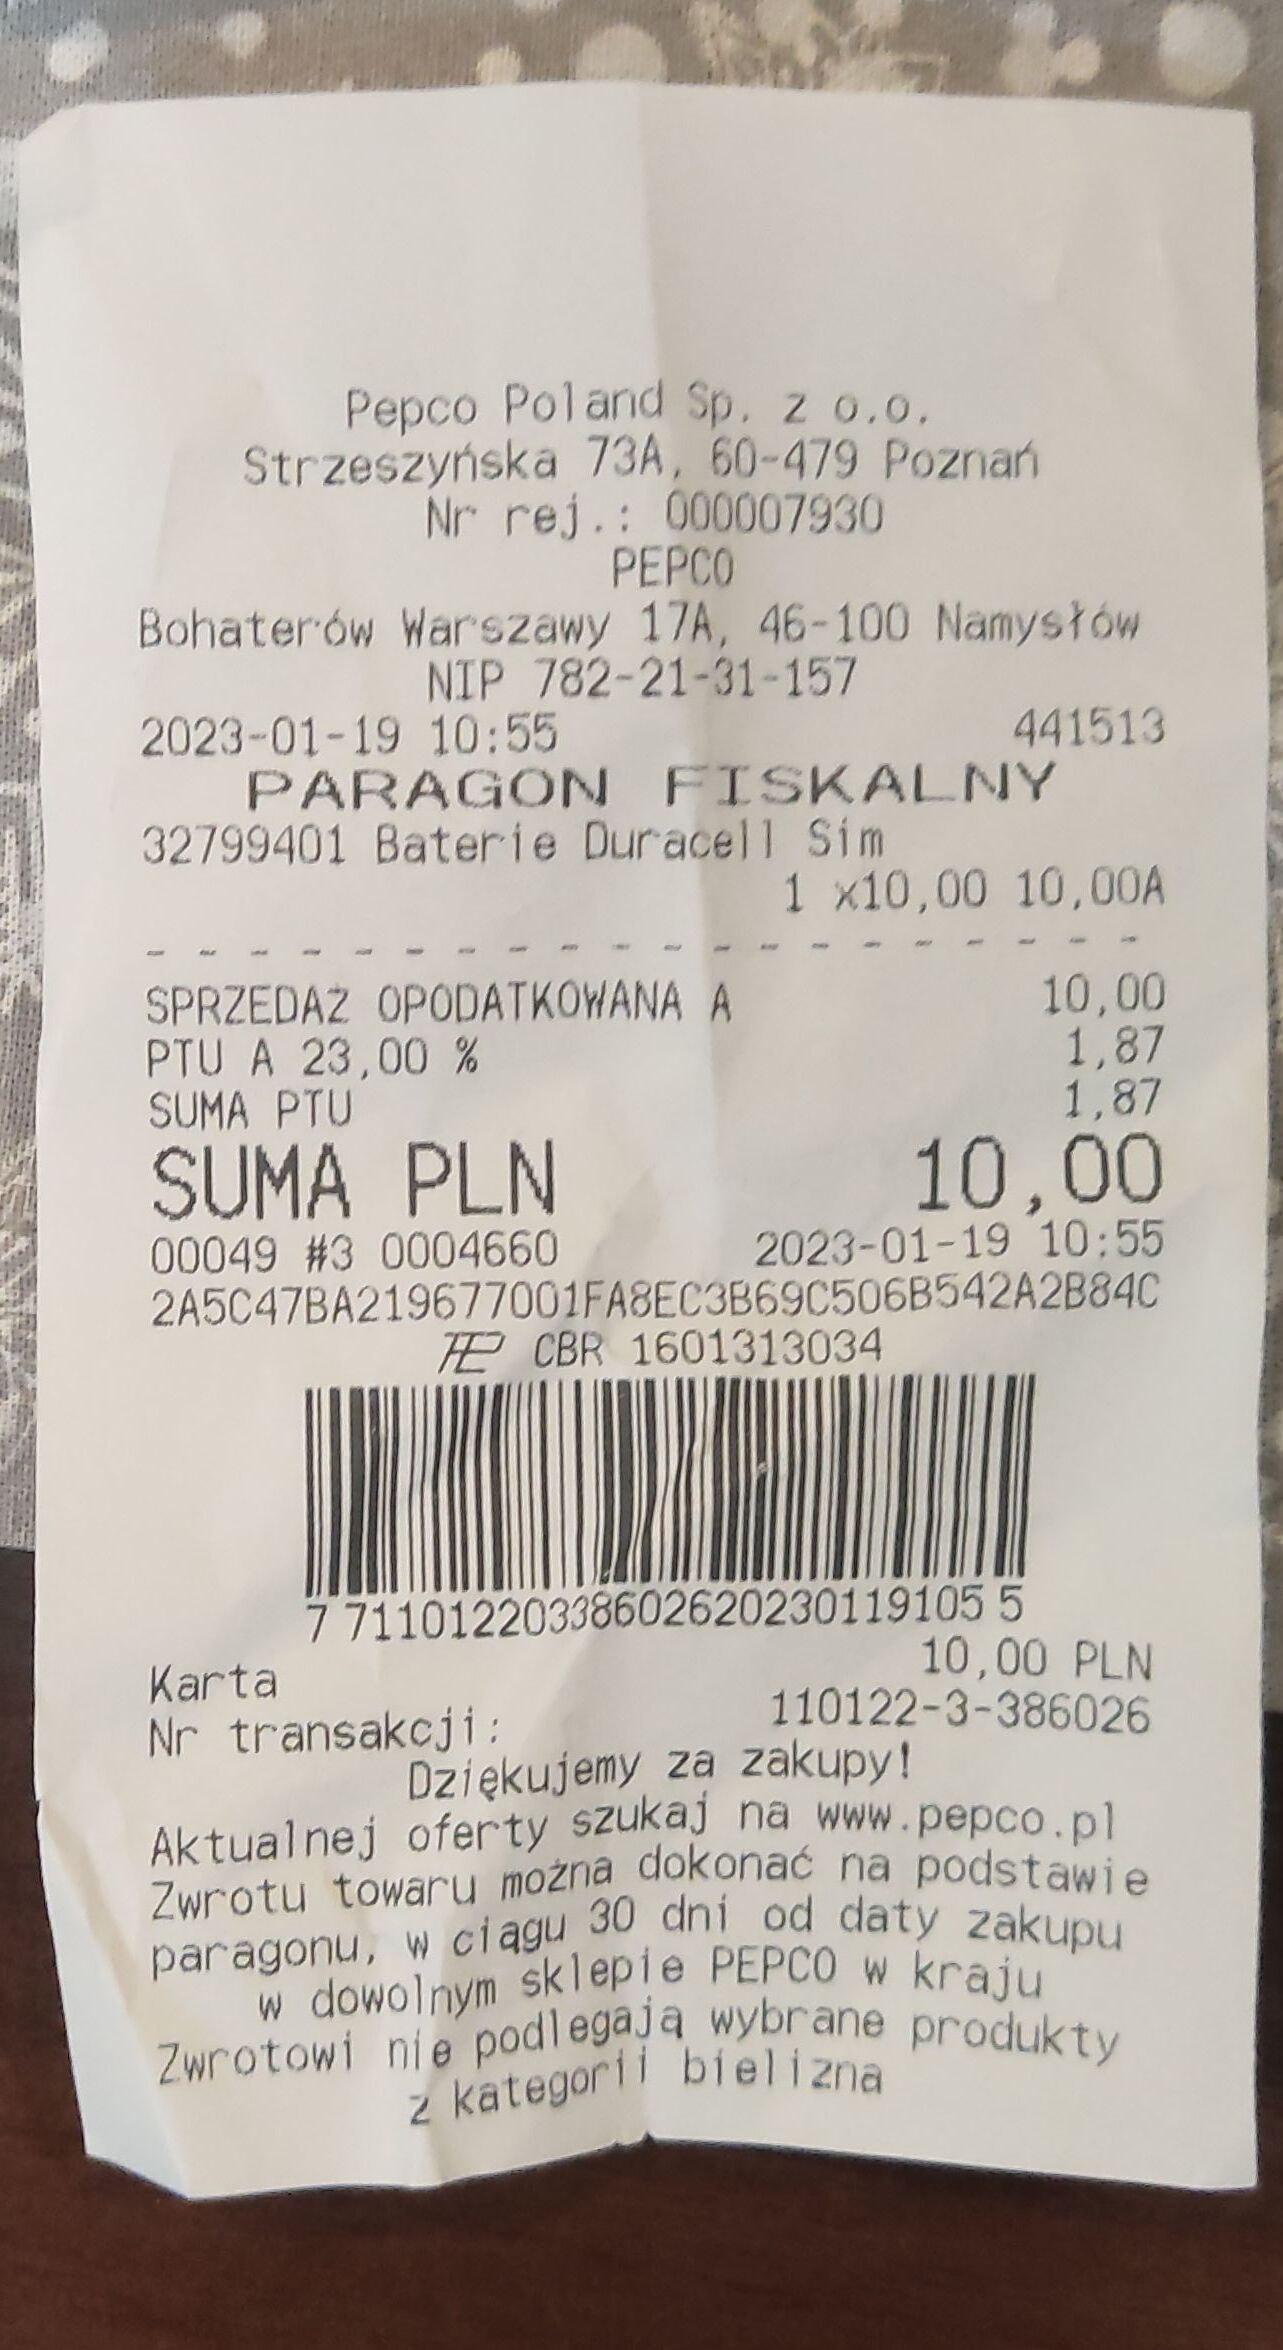 Pepco Poland Sp. z o.o.
Strzeszyńska 73A, 60-479 Poznań
Nr rej.: 000007930
PEPCO
Bohaterów Warszawy 17A, 46-100 Namysłów
NIP 782-21-31-157
2023-01-19 10:55 441513
PARAGON FISKALNY
32799401 Baterie Duracell Sim
1 x10,00 10,00A
- - - - - - - - - - - - - - - - - - - -
SPRZEDAŻ OPODATKOWANA A 10,00
PTU A 23,00 % 1,87
SUMA PTU 1,87
SUMA PLN 10,00
00049 #3 0004660 2023-01-19 10:55
2A5C47BA219677001FA8EC3B69C506B542A2B84C
CBR 1601313034
7 71101220338602620230119105 5
Karta 10,00 PLN
Nr transakcji: 110122-3-386026
Dziękujemy za zakupy!
Aktualnej oferty szukaj na www.pepco.pl
Zwrotu towaru można dokonać na podstawie
paragonu, w ciągu 30 dni od daty zakupu
w dowolnym sklepie PEPCO w kraju
Zwrotowi nie podlegają wybrane produkty
z kategorii bielizna